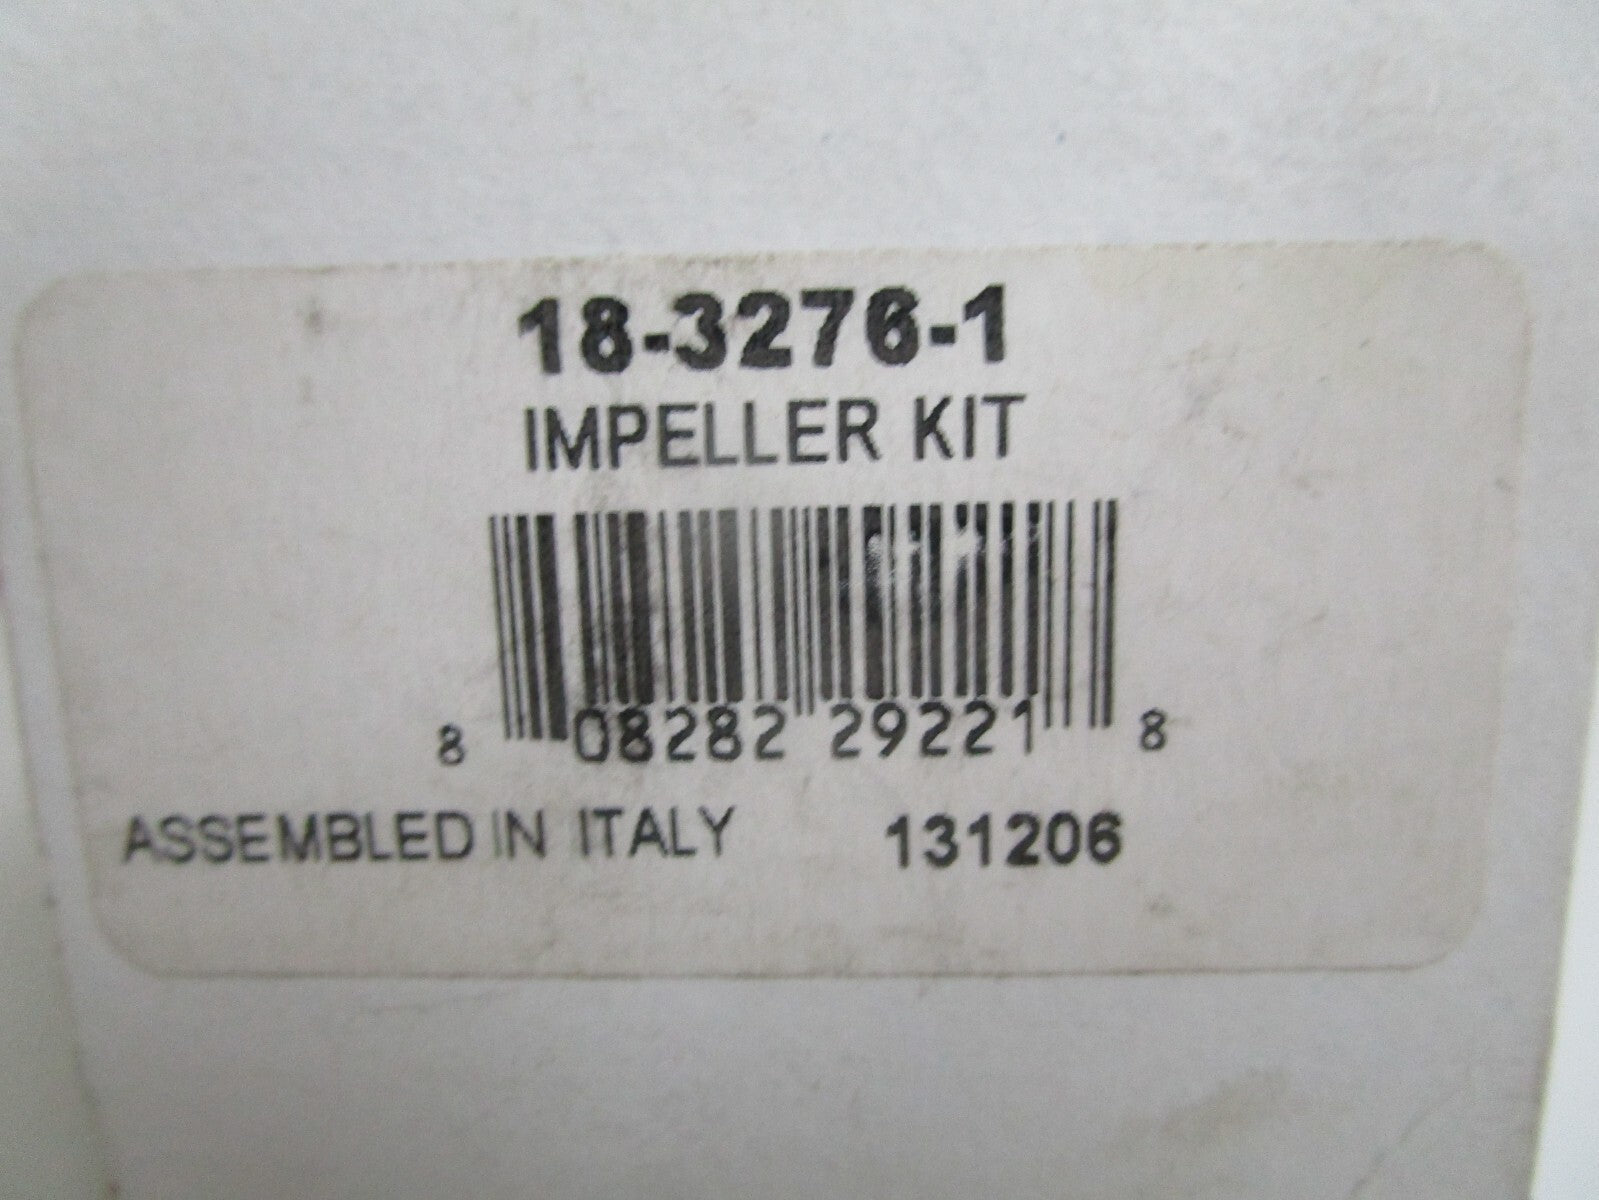 18-3276-1
IMPELLER KIT
8 08282 29221 8
ASSEMBLED IN ITALY 131206